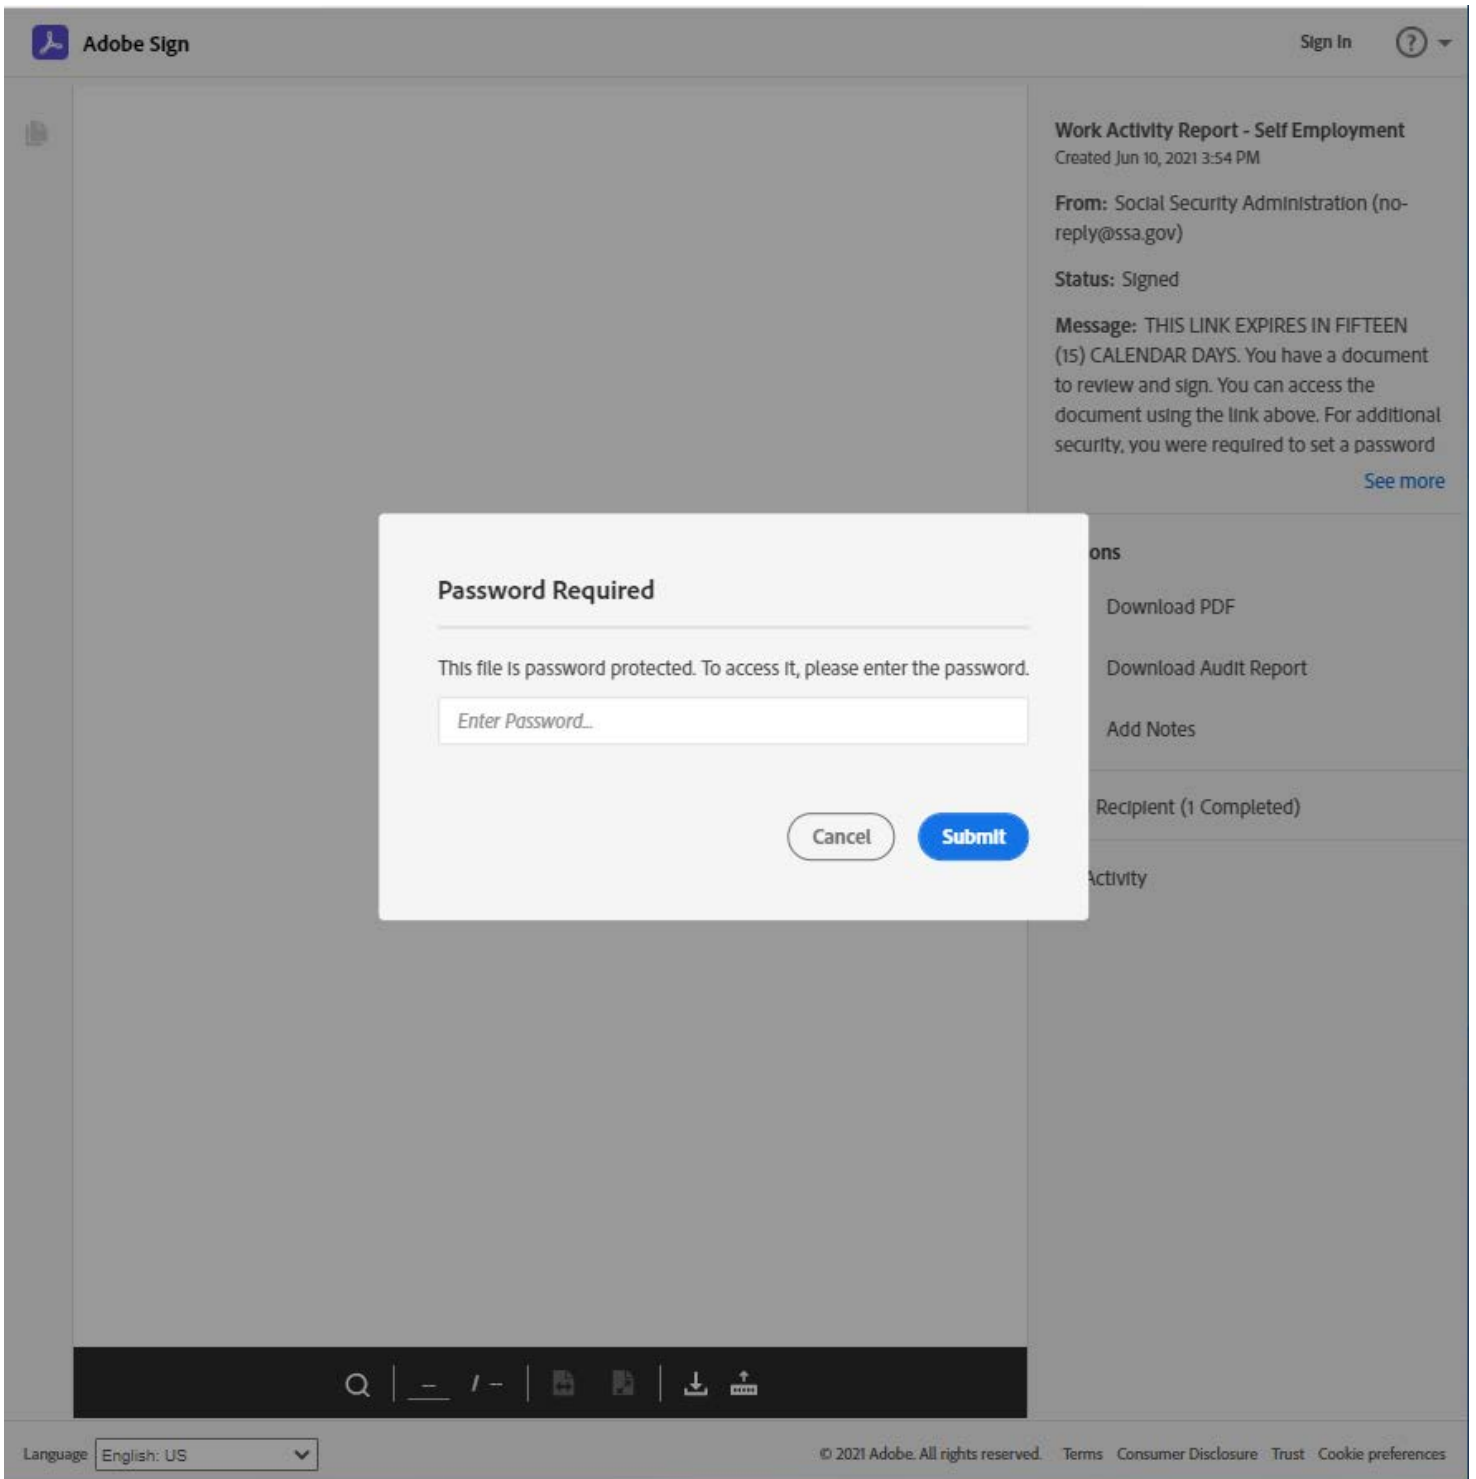 Adobe Sign
Sign In
Work Activity Report - Self Employment
Created Jun 10, 2021 3:54 PM
From: Social Security Administration (no-
reply@ssa.gov)
Status: Signed
Message: THIS LINK EXPIRES IN FIFTEEN
(15) CALENDAR DAYS. You have a document
to review and sign. You can access the
document using the link above. For additional
security, you were required to set a password
See more
Password Required
This file is password protected. To access it, please enter the password.
Enter Password...
Cancel
Submit
ons
Download PDF
Download Audit Report
Add Notes
Recipient (1 Completed)
Activity
-- / --
Language
English: US
© 2021 Adobe. All rights reserved.
Terms
Consumer Disclosure
Trust
Cookie preferences